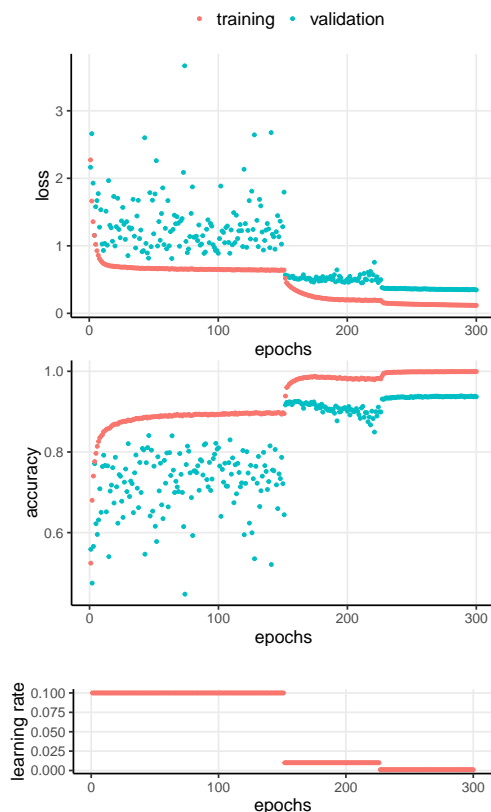 training validation
3
2
1
0
loss
0 100 200 300
epochs
1.0
0.8
0.6
accuracy
0 100 200 300
epochs
0.100
0.075
0.050
0.025
0.000
learning rate
0 100 200 300
epochs